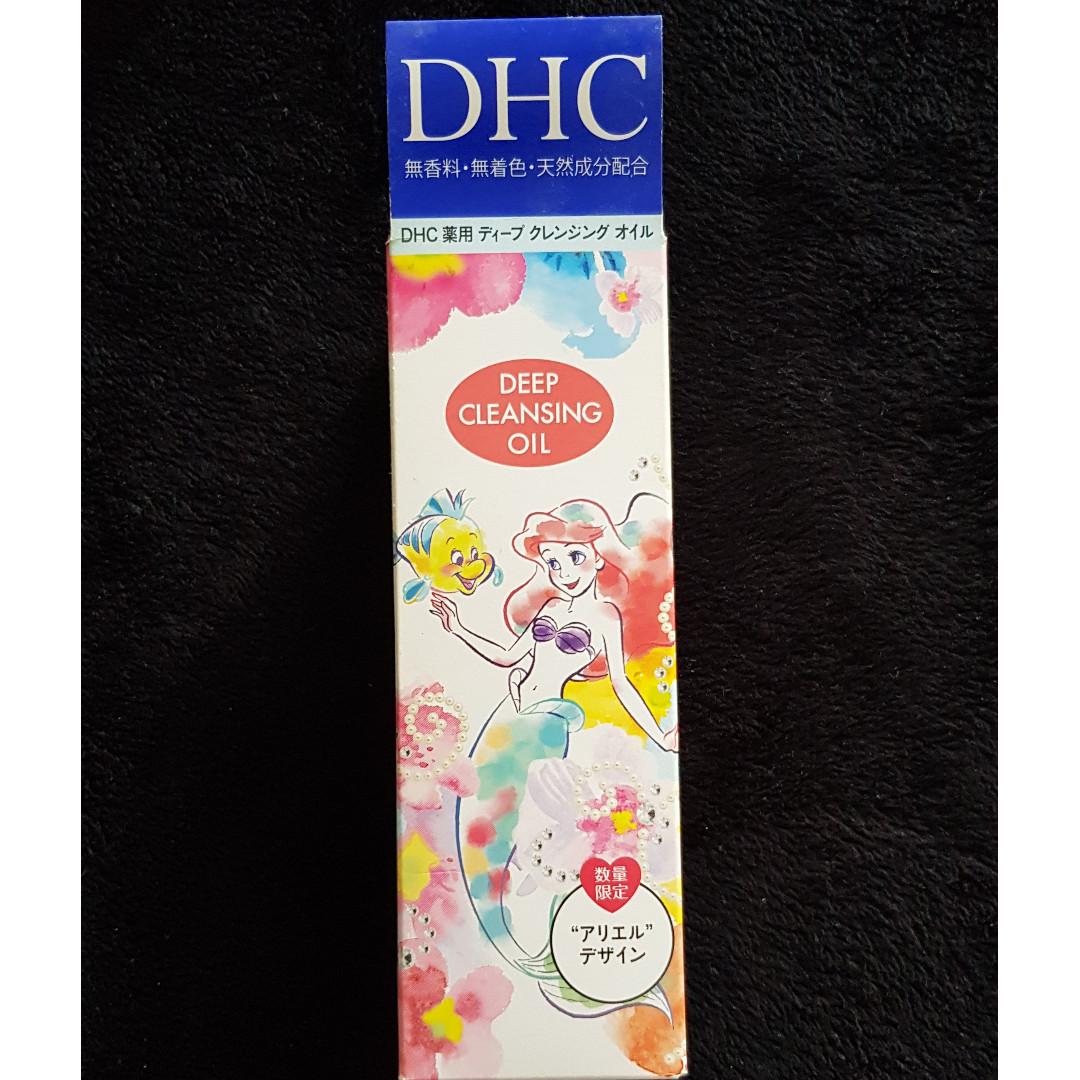 DHC
無香料・無着色・天然成分配合
DHC 薬用 ディープ クレンジング オイル
DEEP
CLEANSING
OIL
数量
限定
“アリエル”
デザイン